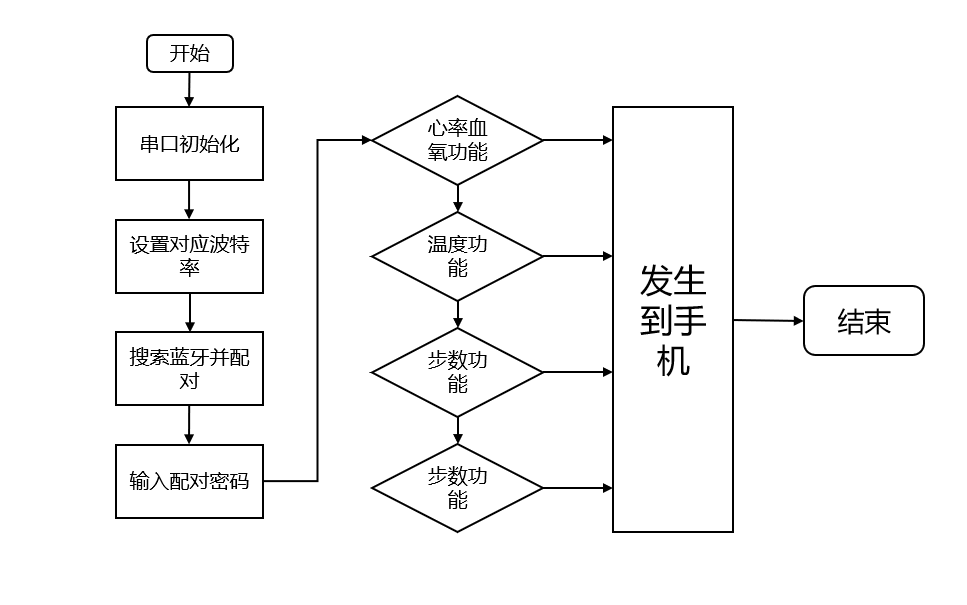 开始
串口初始化
设置对应波特
率
搜索蓝牙并配
对
输入配对密码
心率血
氧功能
温度功
能
步数功
能
步数功
能
发生
到手
机
结束